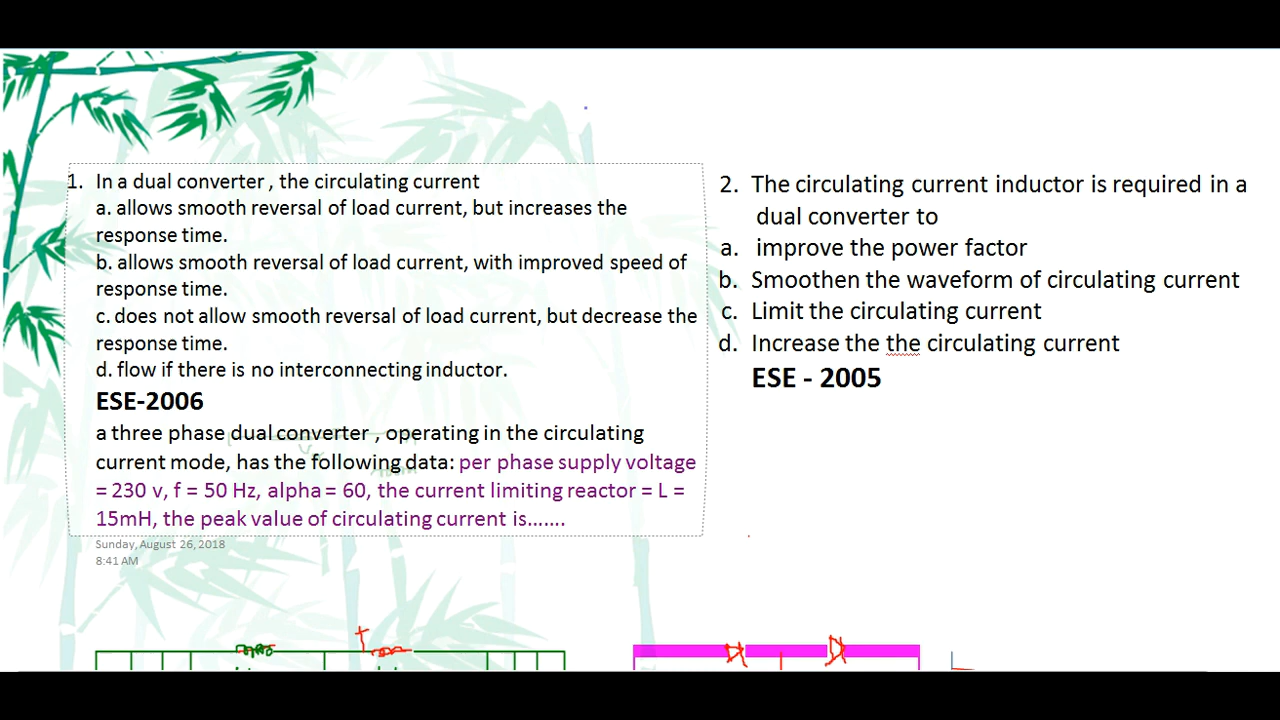 1. In a dual converter , the circulating current
a. allows smooth reversal of load current, but increases the
response time.
b. allows smooth reversal of load current, with improved speed of
response time.
c. does not allow smooth reversal of load current, but decrease the
response time.
d. flow if there is no interconnecting inductor.
ESE-2006
a three phase dual converter , operating in the circulating
current mode, has the following data: per phase supply voltage
= 230 v, f = 50 Hz, alpha = 60, the current limiting reactor = L =
15mH, the peak value of circulating current is.......
Sunday, August 26, 2018
8:41 AM
2. The circulating current inductor is required in a
dual converter to
a. improve the power factor
b. Smoothen the waveform of circulating current
c. Limit the circulating current
d. Increase the the circulating current
ESE - 2005